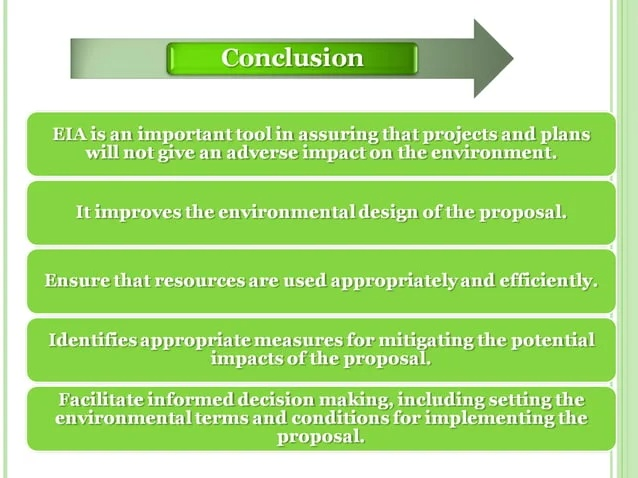 Conclusion
EIA is an important tool in assuring that projects and plans
will not give an adverse impact on the environment.
It improves the environmental design of the proposal.
Ensure that resources are used appropriately and efficiently.
Identifies appropriate measures for mitigating the potential
impacts of the proposal.
Facilitate informed decision making, including setting the
environmental terms and conditions for implementing the
proposal.